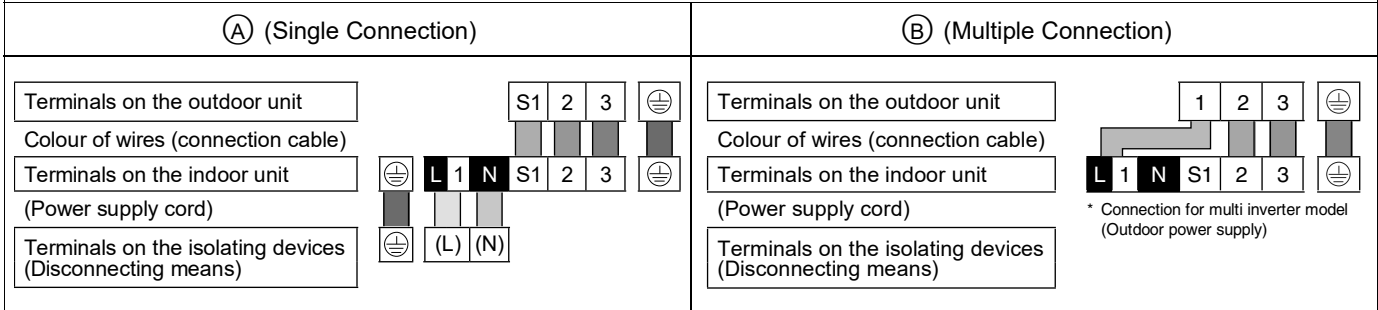 Ⓐ (Single Connection)
Terminals on the outdoor unit
S1 2 3
Colour of wires (connection cable)
Terminals on the indoor unit
L 1 N S1 2 3
(Power supply cord)
Terminals on the isolating devices
(Disconnecting means)
(L) (N)
Ⓑ (Multiple Connection)
Terminals on the outdoor unit
1 2 3
Colour of wires (connection cable)
Terminals on the indoor unit
L 1 N S1 2 3
(Power supply cord)
* Connection for multi inverter model
(Outdoor power supply)
Terminals on the isolating devices
(Disconnecting means)